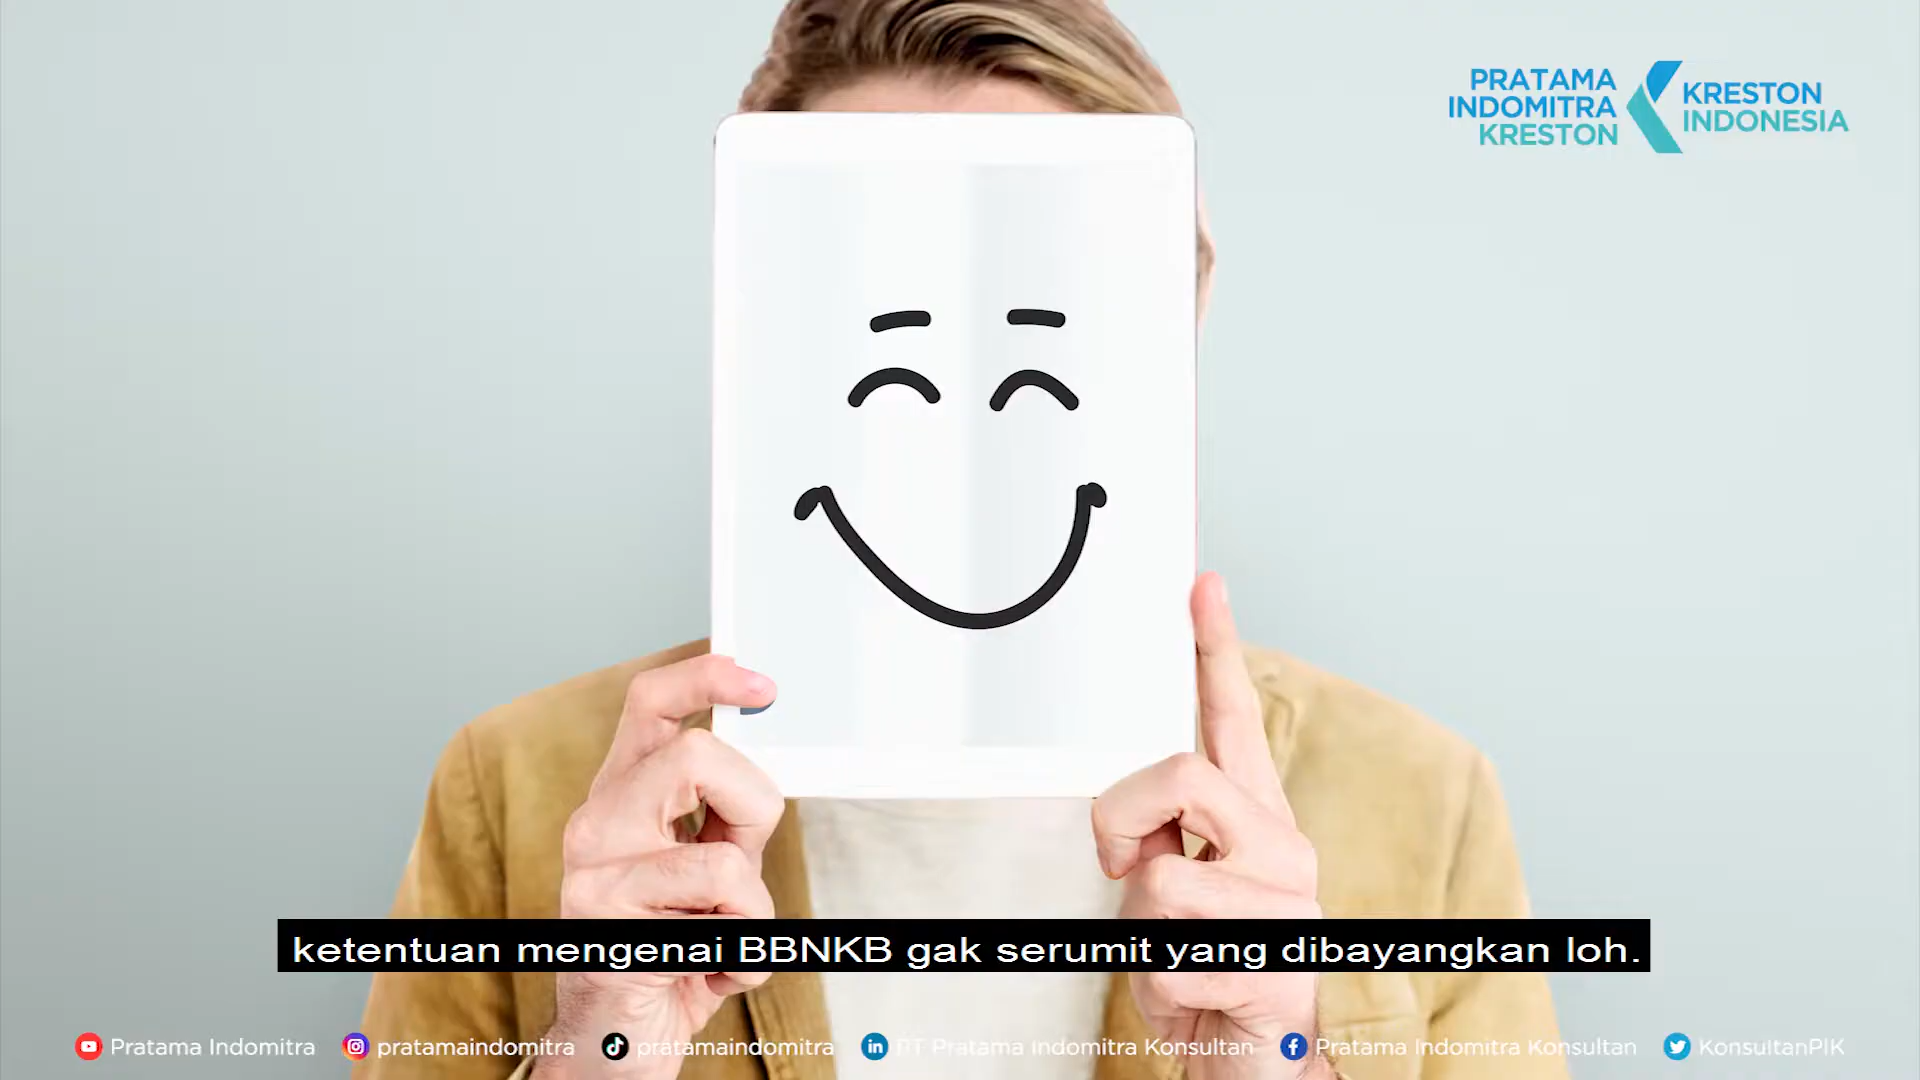 PRATAMA
INDOMITRA
KRESTON
KRESTON
INDONESIA
ketentuan mengenai BBNKB gak serumit yang dibayangkan loh.
Pratama Indomitra
pratamaindomitra
pratamaindomitra
PT Pratama Indomitra Konsultan
Pratama Indomitra Konsultan
KonsultanPIK